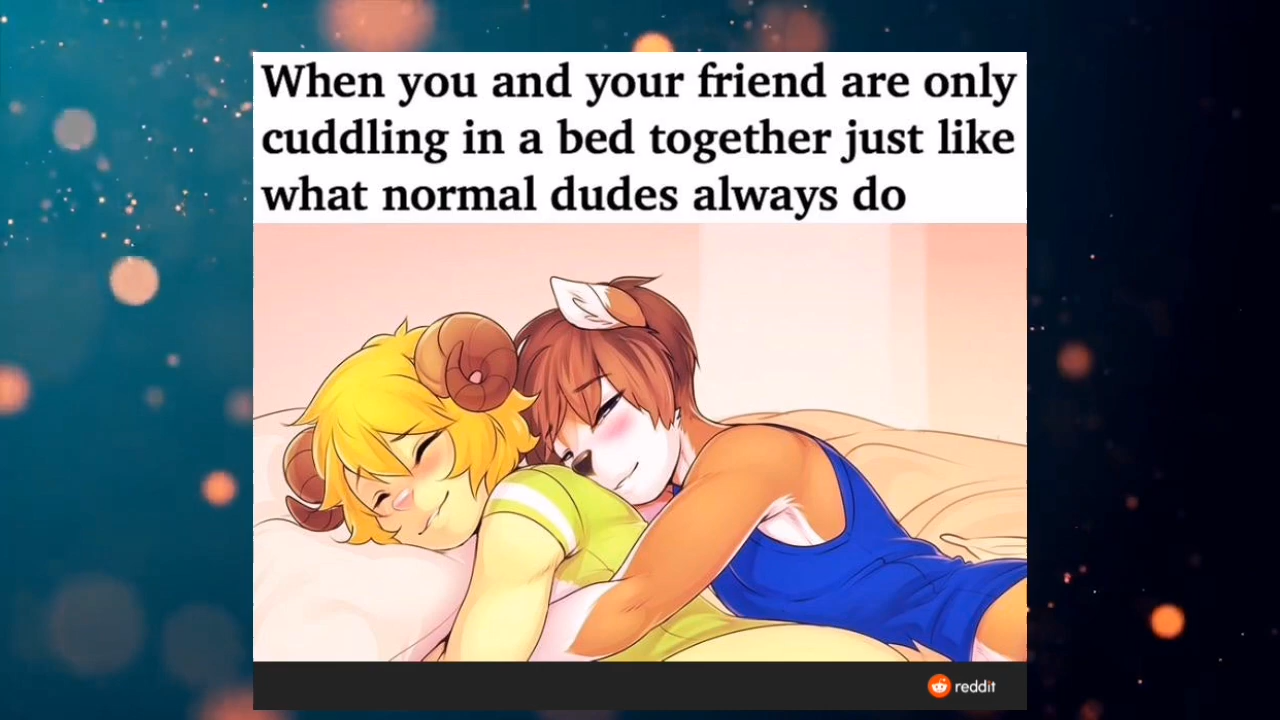 When you and your friend are only
cuddling in a bed together just like
what normal dudes always do
reddit